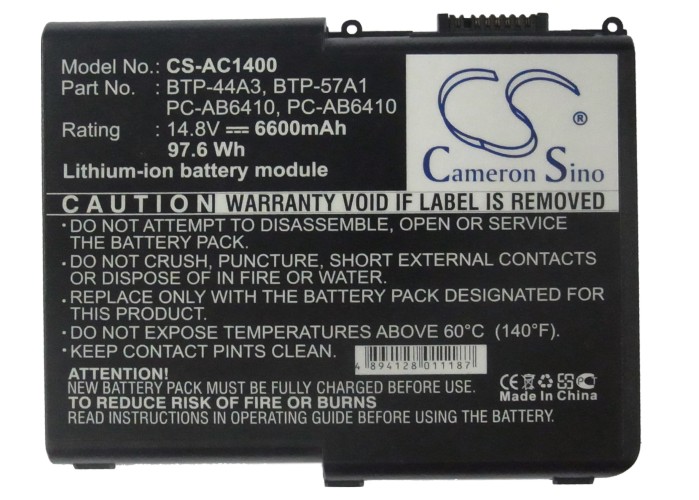 Model No.: CS-AC1400
Part No. : BTP-44A3, BTP-57A1
PC-AB6410, PC-AB6410
Rating : 14.8V 6600mAh
97.6 Wh
Lithium-ion battery module
CS
®
Cameron Sino
CAUTION WARRANTY VOID IF LABEL IS REMOVED
•DO NOT ATTEMPT TO DISASSEMBLE, OPEN OR SERVICE
THE BATTERY PACK.
•DO NOT CRUSH, PUNCTURE, SHORT EXTERNAL CONTACTS
OR DISPOSE OF IN FIRE OR WATER.
•REPLACE ONLY WITH THE BATTERY PACK DESIGNATED FOR
THIS PRODUCT.
•DO NOT EXPOSE TEMPERATURES ABOVE 60°C (140°F).
•KEEP CONTACT PINTS CLEAN.
4 894128 011187
ATTENTION!
NEW BATTERY PACK MUST BE FULLY CHARGED BEFORE USE.
TO REDUCE RISK OF FIRE OR BURNS
READ INSTRUCTIONS IN OPERATING GUIDE BEFORE USE.
CE
Made In China